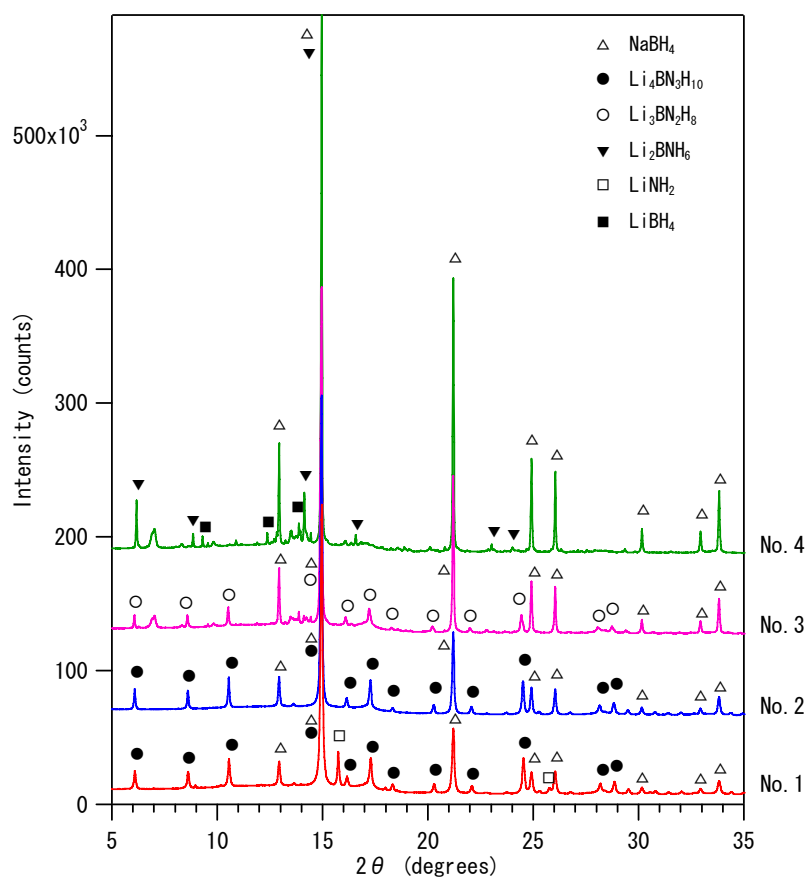 NaBH₄
Li₄BN₃H₁₀
Li₃BN₂H₈
Li₂BNH₆
LiNH₂
LiBH₄
500x10³
400
300
200
100
0
Intensity (counts)
No. 4
No. 3
No. 2
No. 1
5
10
15
20
25
30
35
2θ (degrees)